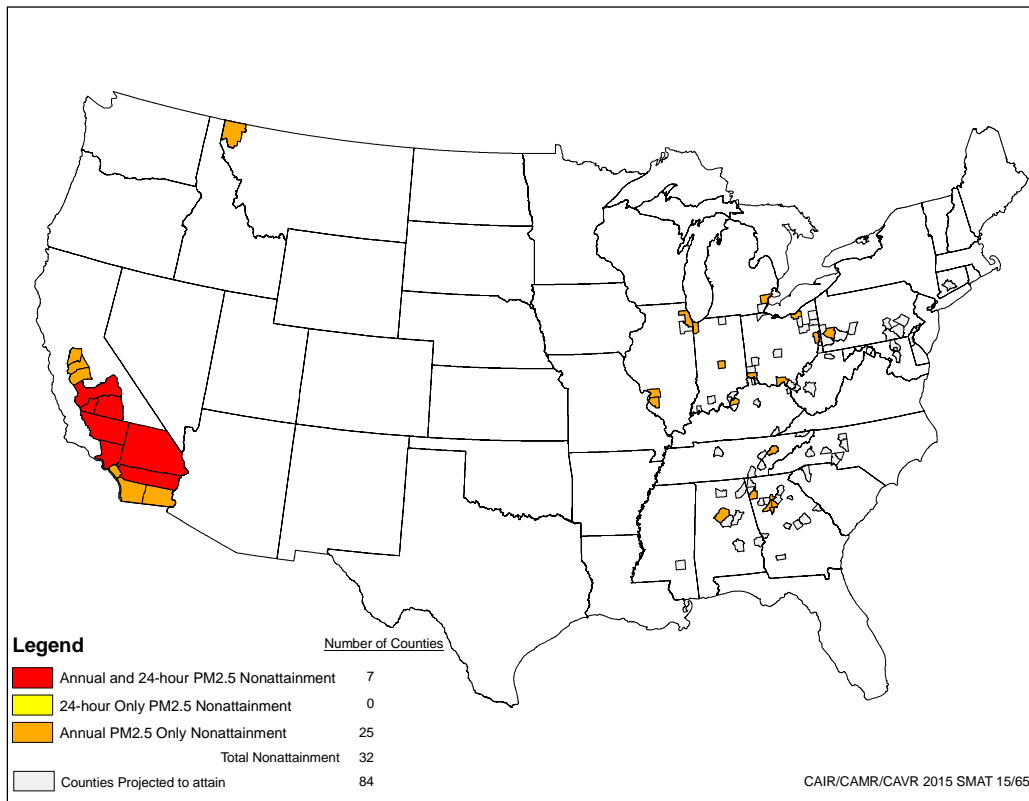 Legend
Number of Counties
Annual and 24-hour PM2.5 Nonattainment 7
24-hour Only PM2.5 Nonattainment 0
Annual PM2.5 Only Nonattainment 25
Total Nonattainment 32
Counties Projected to attain 84
CAIR/CAMR/CAVR 2015 SMAT 15/65